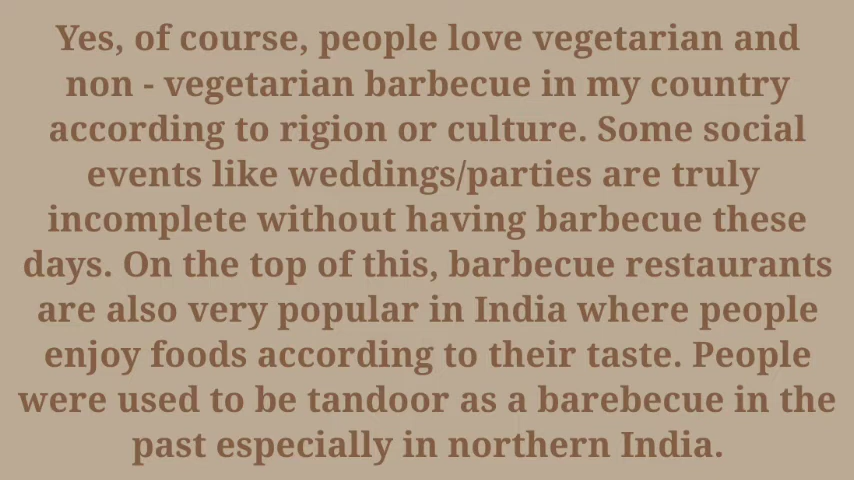 Yes, of course, people love vegetarian and
non - vegetarian barbecue in my country
according to rigion or culture. Some social
events like weddings/parties are truly
incomplete without having barbecue these
days. On the top of this, barbecue restaurants
are also very popular in India where people
enjoy foods according to their taste. People
were used to be tandoor as a barebecue in the
past especially in northern India.